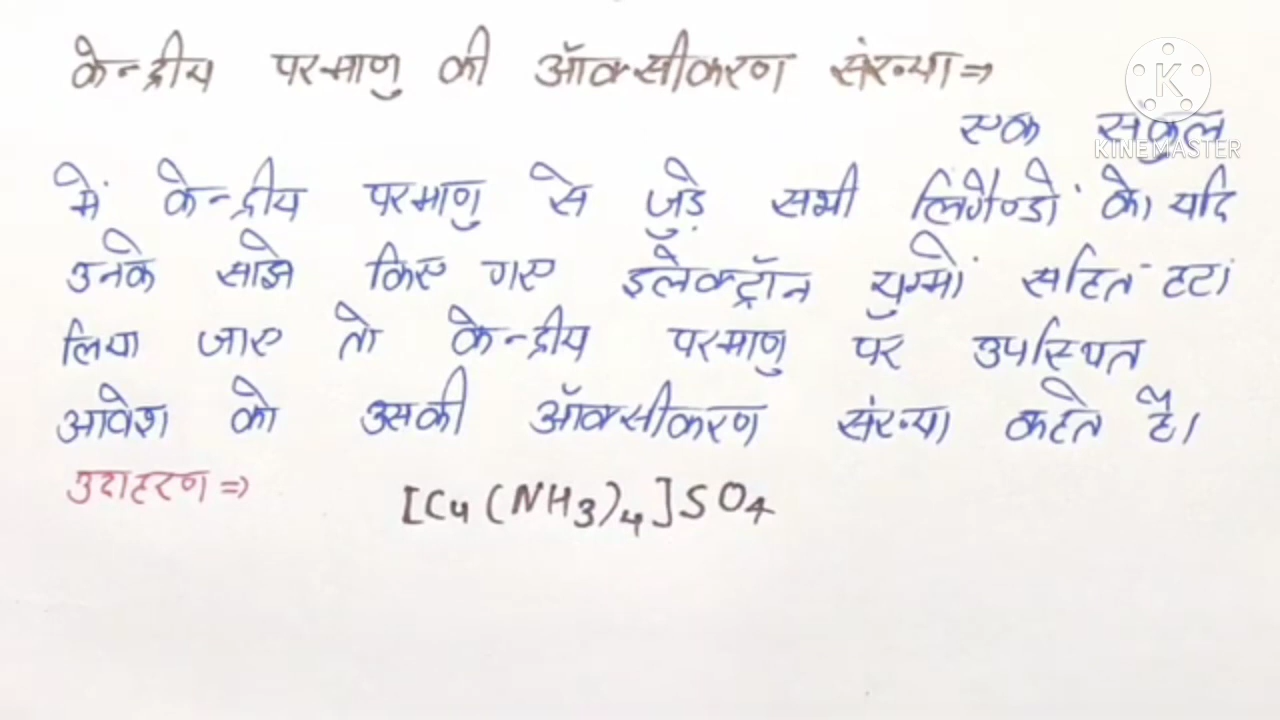 केन्द्रीय परमाणु की ऑक्सीकरण संख्या⇒
एक संकुल
में केन्द्रीय परमाणु से जुड़े सभी लिगैण्डों को यदि
उनके साझे किए गए इलेक्ट्रॉन युग्मों सहित हटा
लिया जाए तो केन्द्रीय परमाणु पर उपस्थित
आवेश को उसकी ऑक्सीकरण संख्या कहते है।
उदाहरण⇒ [Cu(NH3)4]SO4
K
KINEMASTER